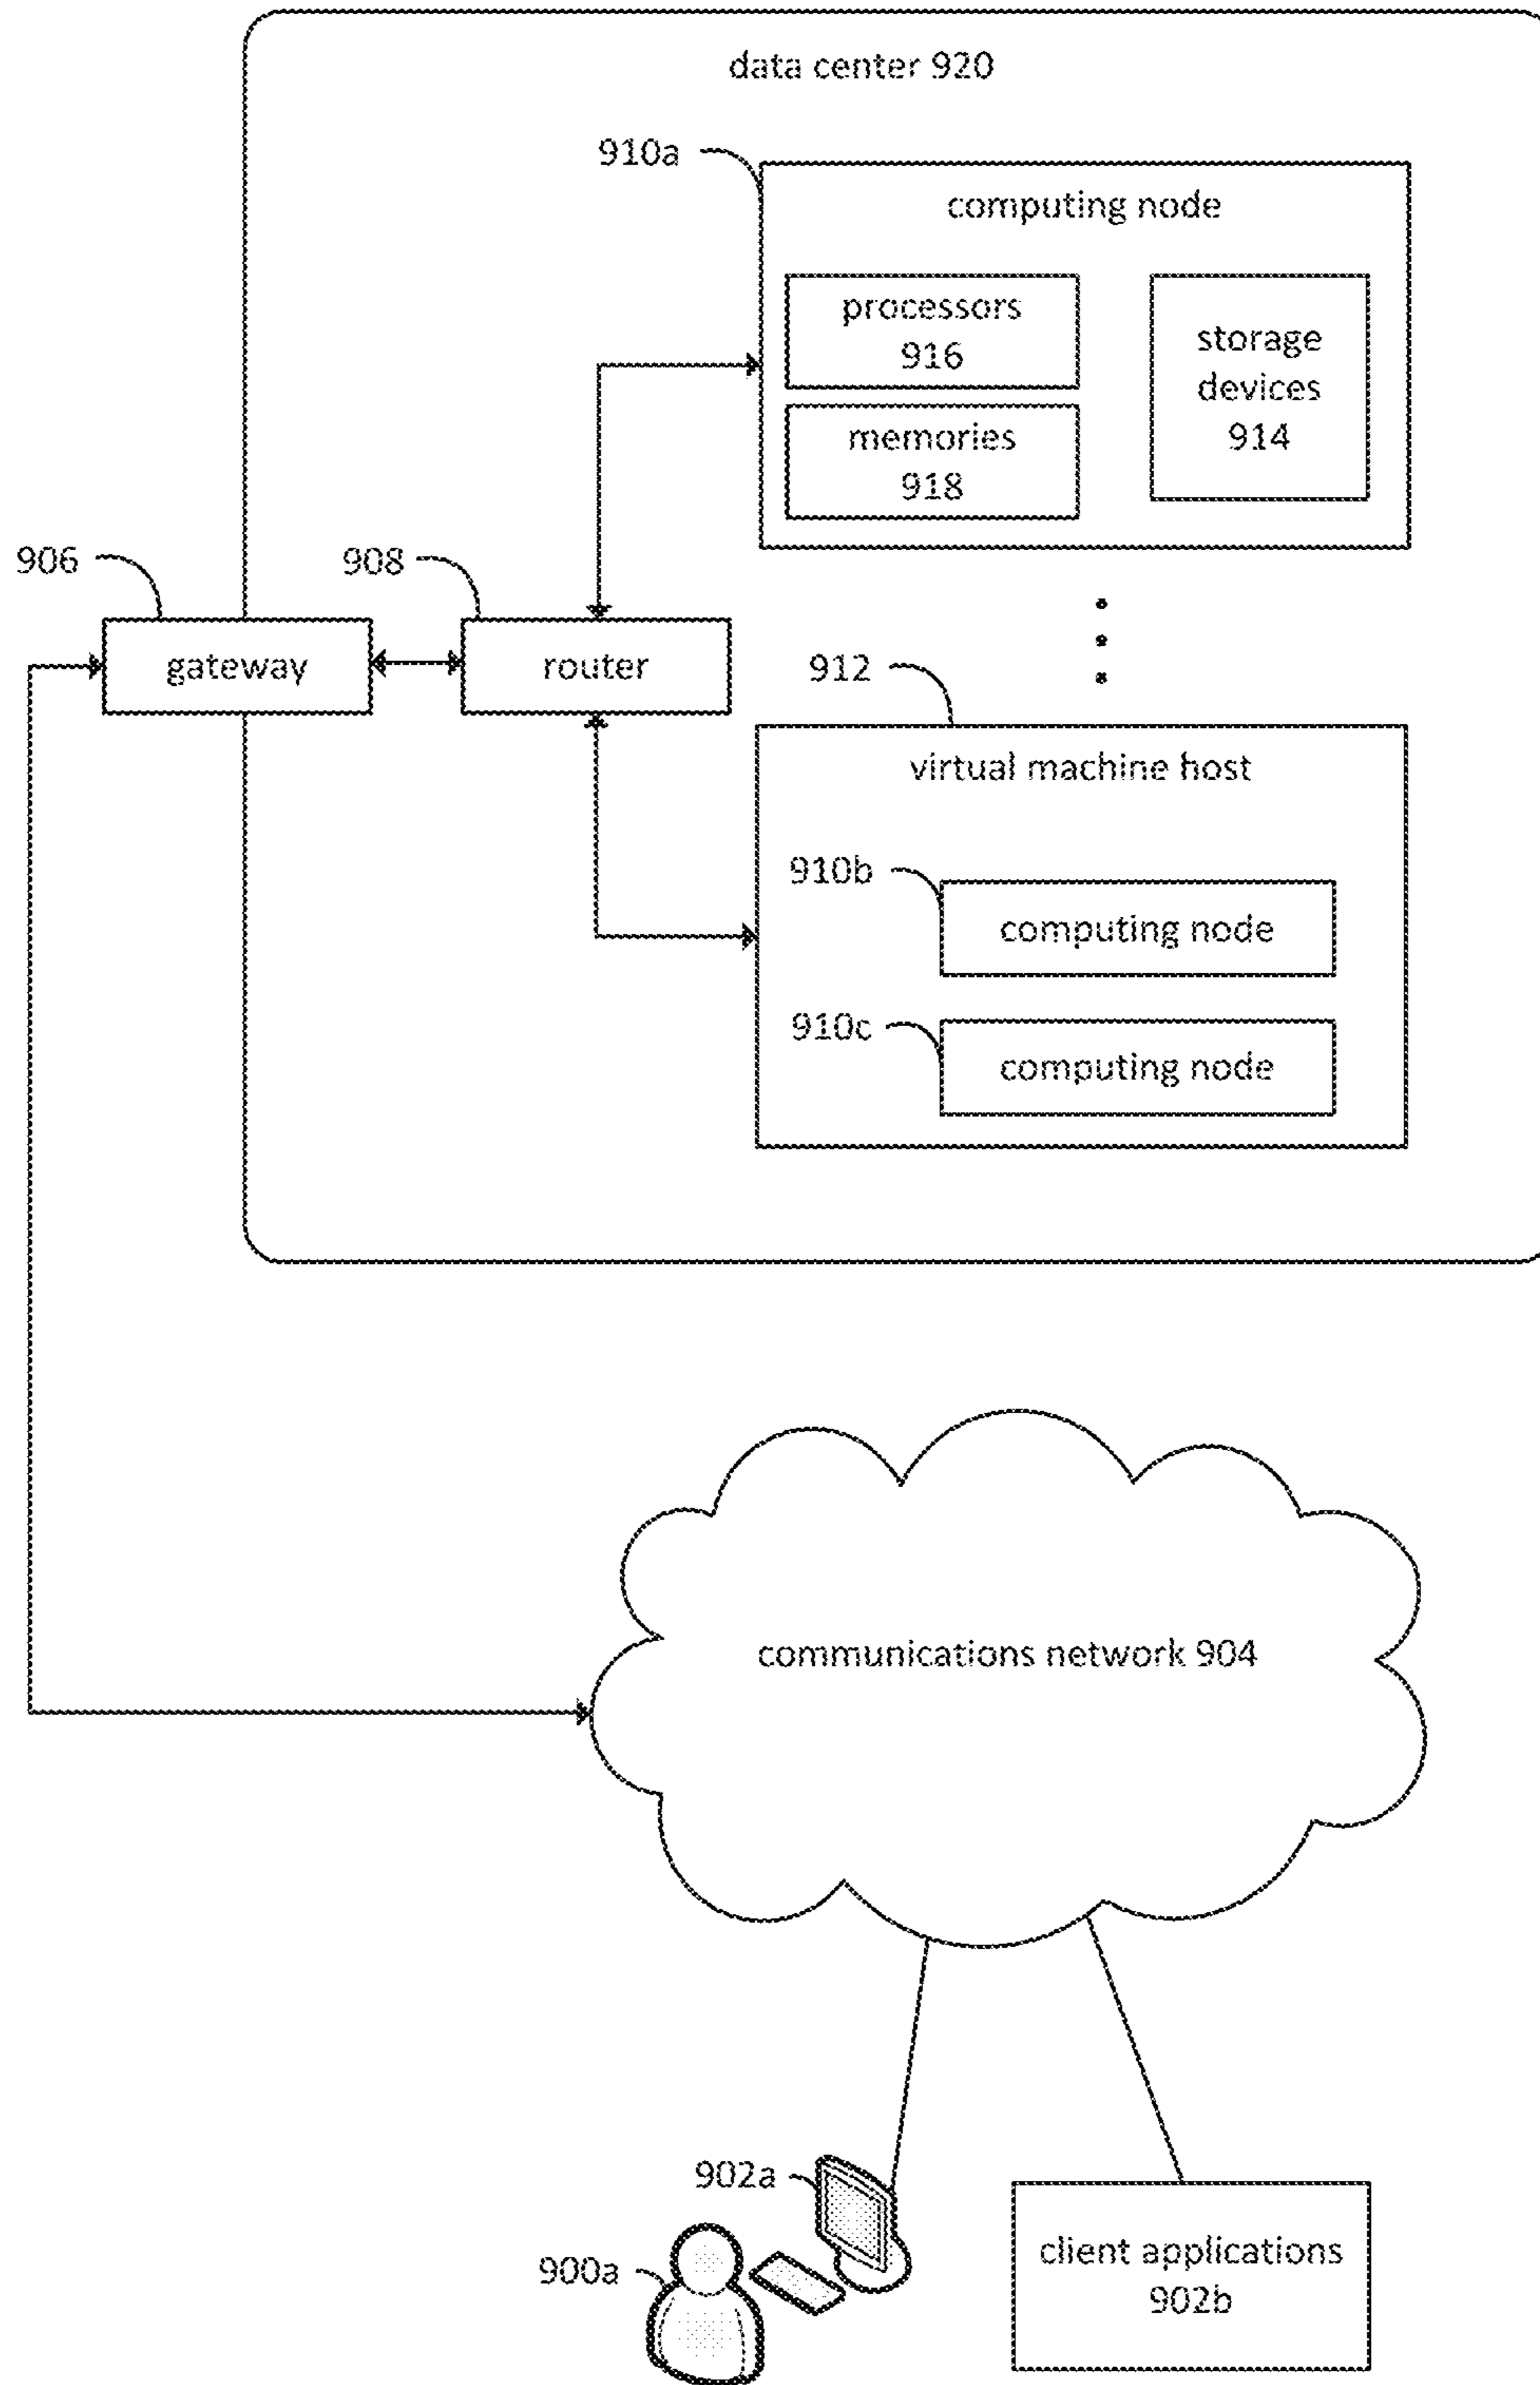 data center 920
910a
computing node
processors
916
storage
devices
914
memories
918
906
908
gateway
router
912
virtual machine host
910b
computing node
910c
computing node
communications network 904
902a
900a
client applications
902b